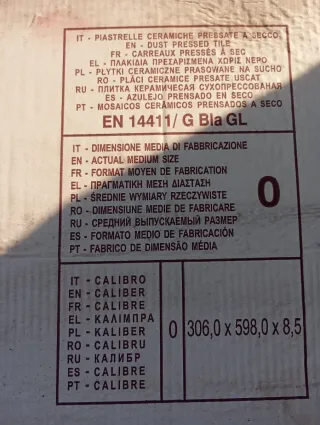 IT - PIASTRELLE CERAMICHE PRESSATE A SECCO
EN - DUST PRESSED TILE
FR - CARREAUX PRESSÉS À SEC
EL - ΠΛΑΚΙΔΙΑ ΠΡΕΖΑΡΙΣΜΕΝΑ ΧΩΡΙΣ ΝΕΡΟ
PL - PŁYTKI CERAMICZNE PRASOWANE NA SUCHO
RO - PLĂCI CERAMICE PRESATE USCAT
RU - ПЛИТКА КЕРАМИЧЕСКАЯ СУХОПРЕССОВАНАЯ
ES - AZULEJO PRENSADO EN SECO
PT - MOSAICOS CERÂMICOS PRENSADOS A SECO
EN 14411/ G BIa GL
IT - DIMENSIONE MEDIA DI FABBRICAZIONE
EN - ACTUAL MEDIUM SIZE
FR - FORMAT MOYEN DE FABRICATION
EL - ΠΡΑΓΜΑΤΙΚΗ ΜΕΣΗ ΔΙΑΣΤΑΣΗ
PL - ŚREDNIE WYMIARY RZECZYWISTE
RO - DIMENSIUNE MEDIE DE FABRICARE
RU - СРЕДНИЙ ВЫПУСКАЕМЫЙ РАЗМЕР
ES - FORMATO MEDIO DE FABRICACIÓN
PT - FABRICO DE DIMENSÃO MÉDIA
0
IT - CALIBRO
EN - CALIBER
FR - CALIBRE
EL - ΚΑΛΙΜΠΡΑ
PL - KALIBER
RO - CALIBRU
RU - КАЛИБР
ES - CALIBRE
PT - CALIBRE
0
306,0 x 598,0 x 8,5